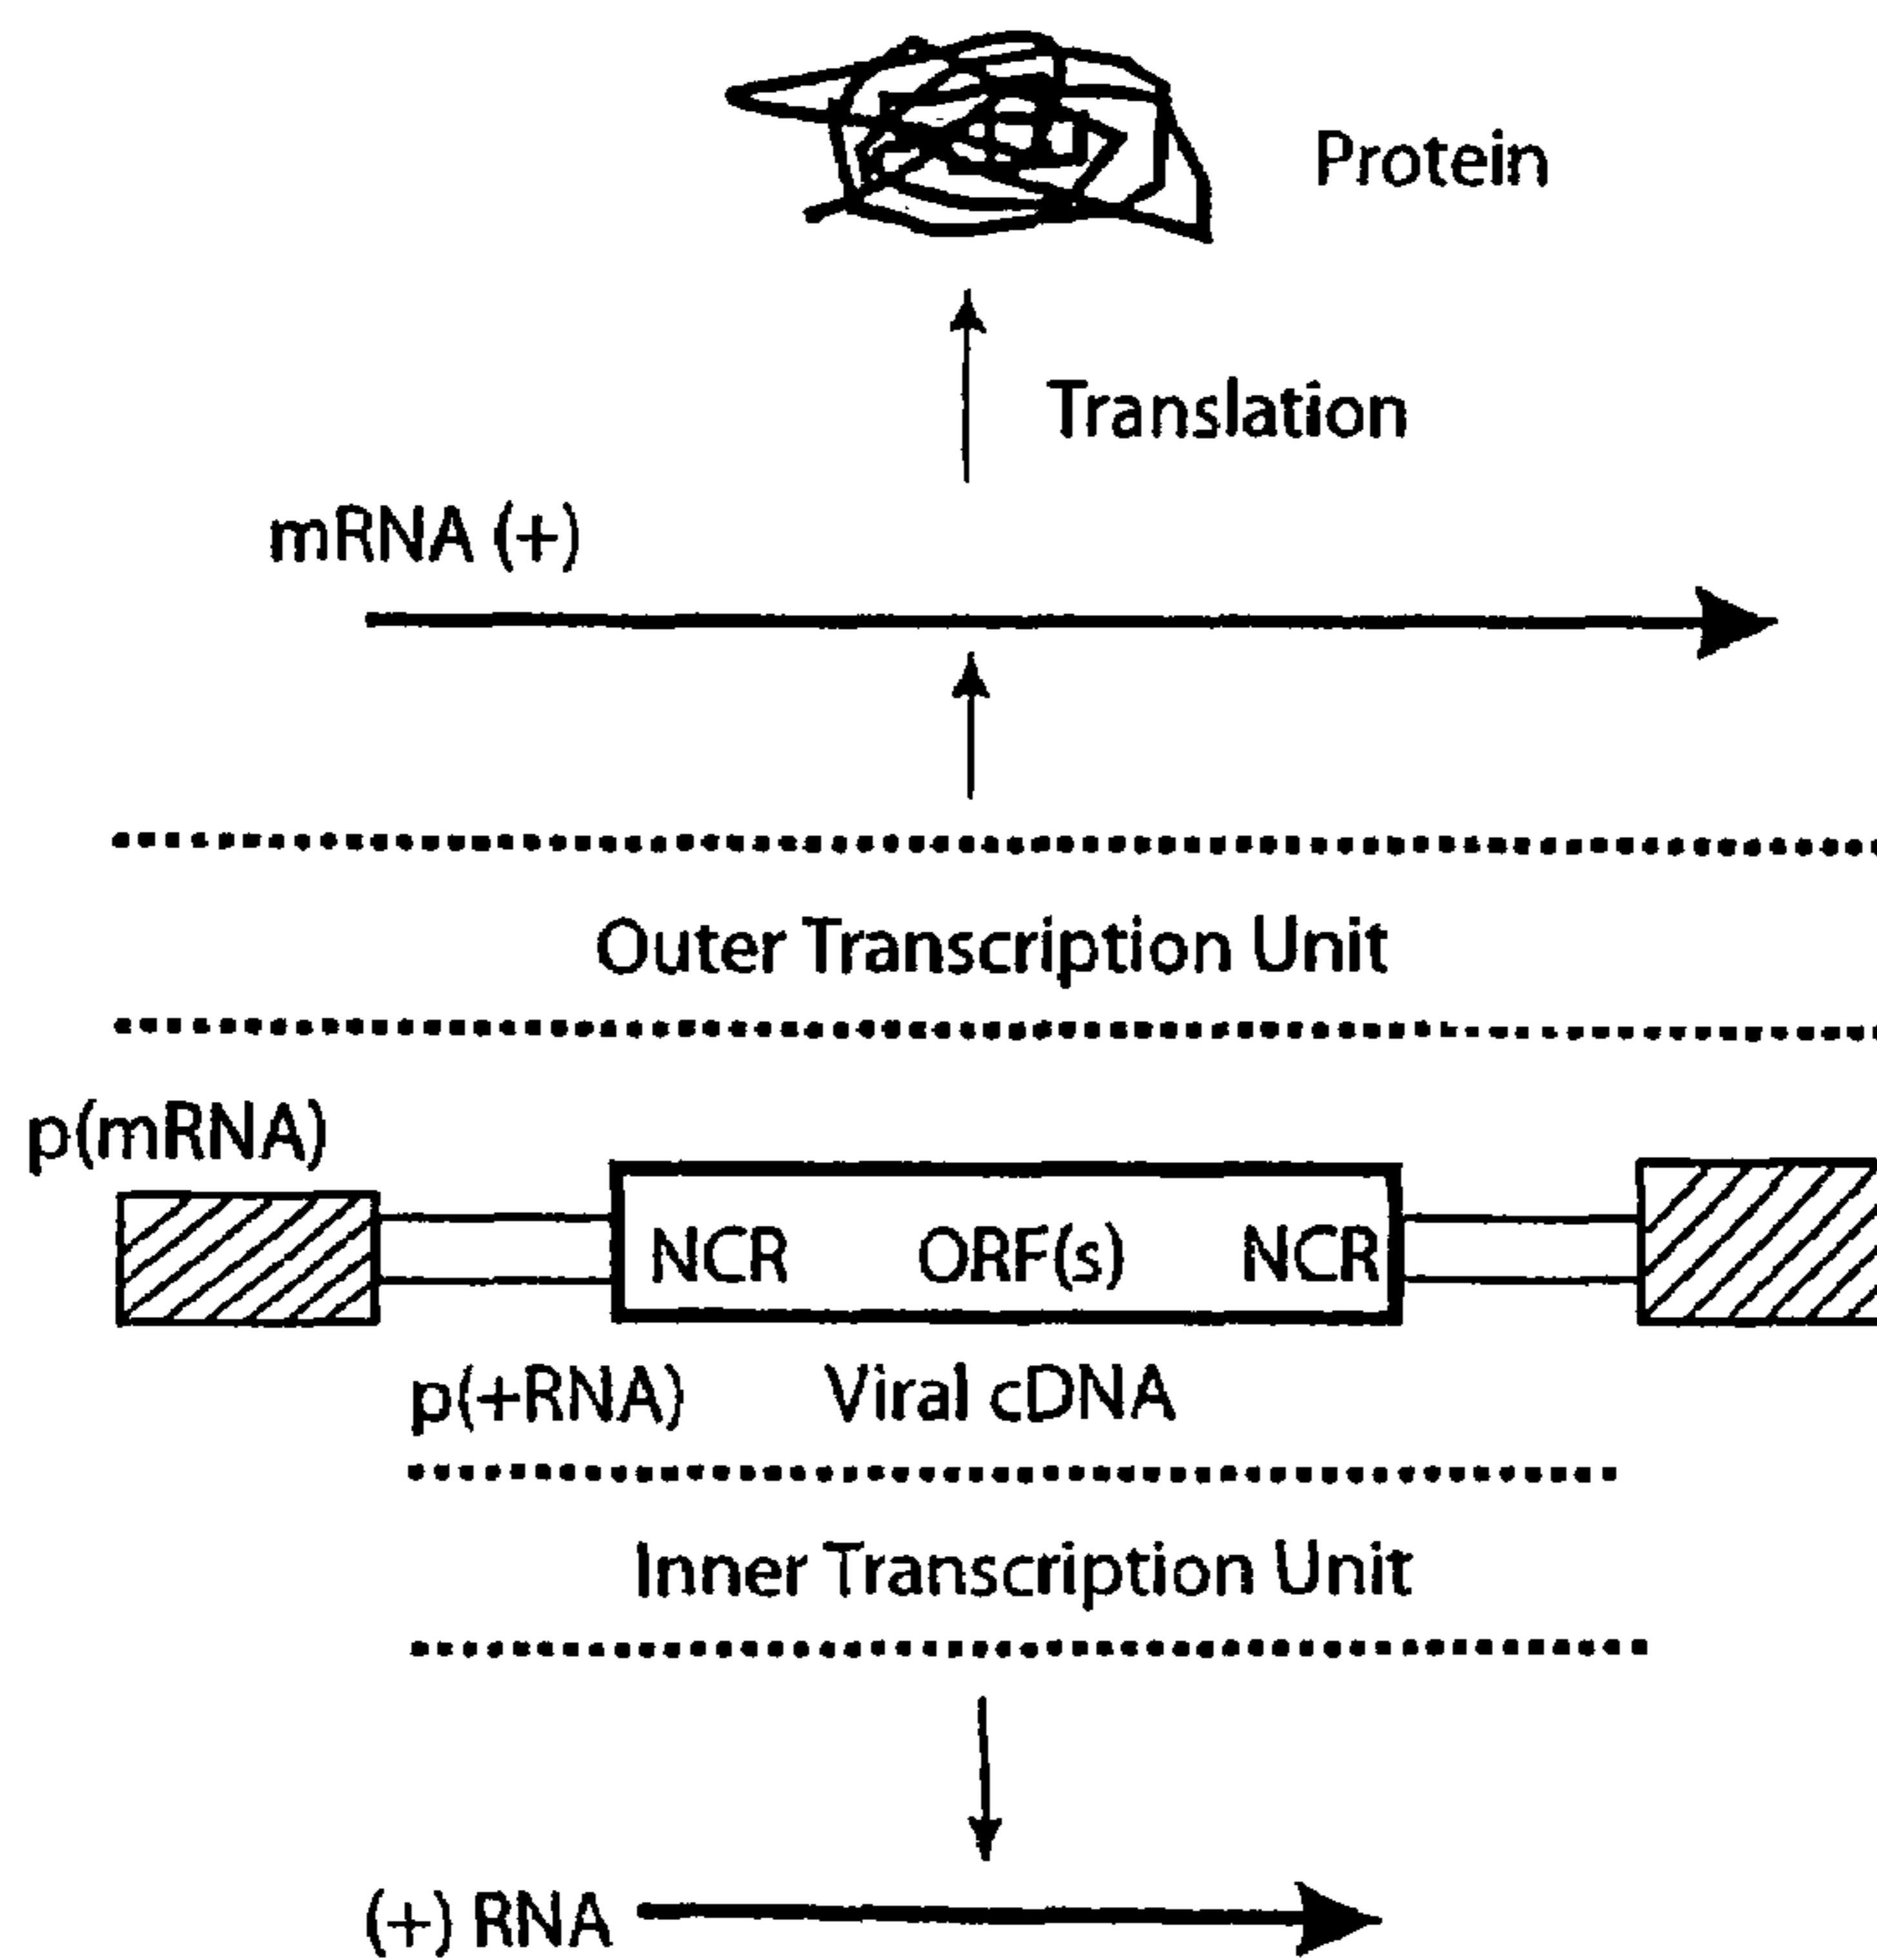 Protein
Translation
mRNA (+)
Outer Transcription Unit
p(mRNA)
NCR ORF(s) NCR
p(+RNA) Viral cDNA
Inner Transcription Unit
(+) RNA